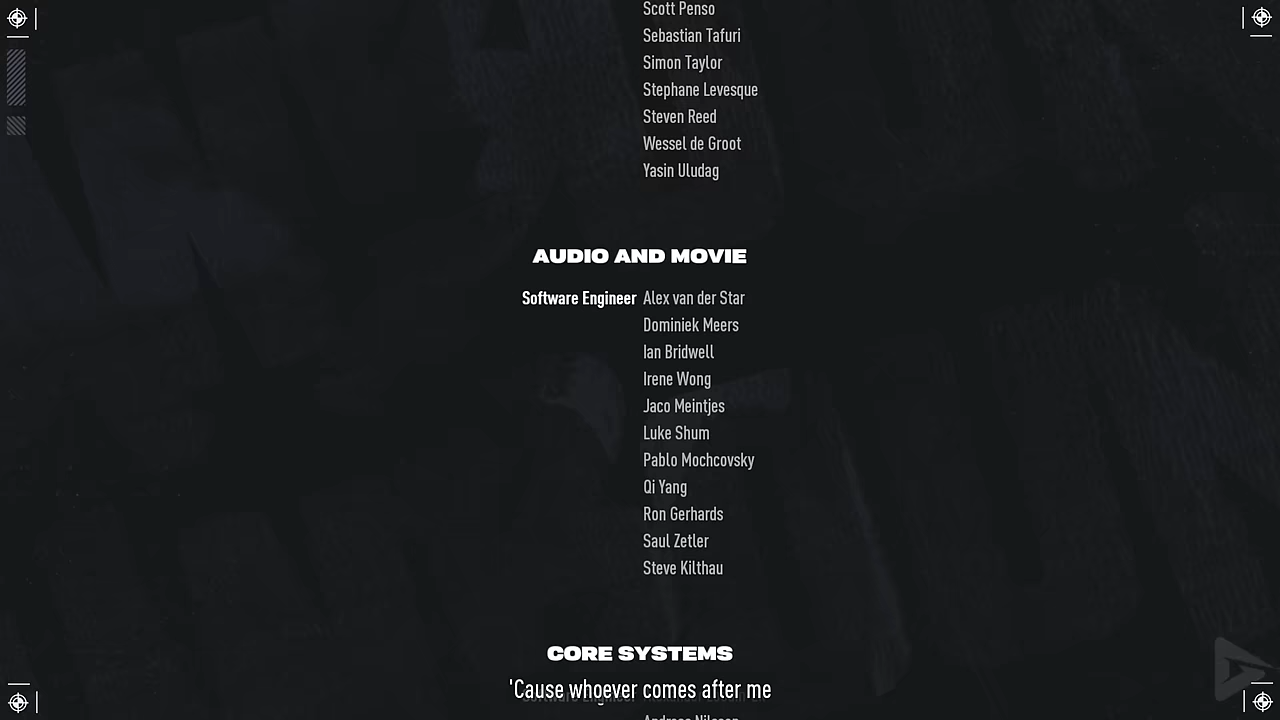 Scott Penso
Sebastian Tafuri
Simon Taylor
Stephane Levesque
Steven Reed
Wessel de Groot
Yasin Uludag
AUDIO AND MOVIE
Software Engineer Alex van der Star
Dominiek Meers
Ian Bridwell
Irene Wong
Jaco Meintjes
Luke Shum
Pablo Mochcovsky
Qi Yang
Ron Gerhards
Saul Zetler
Steve Kilthau
CORE SYSTEMS
'Cause whoever comes after me
Software Engineer